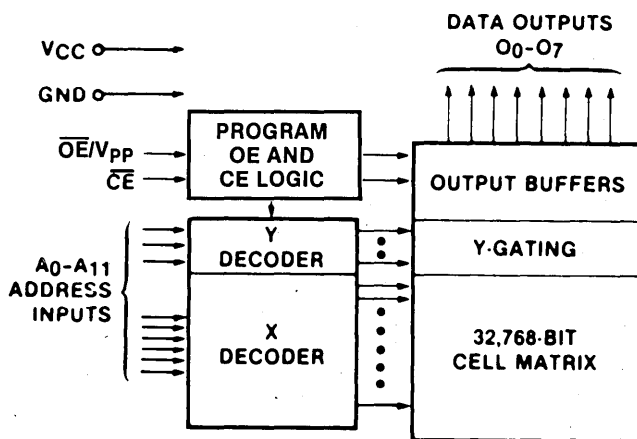 DATA OUTPUTS
O0-O7
VCC
GND
OE/VPP
CE
PROGRAM
OE AND
CE LOGIC
OUTPUT BUFFERS
Y
DECODER
Y-GATING
A0-A11
ADDRESS
INPUTS
X
DECODER
32,768-BIT
CELL MATRIX